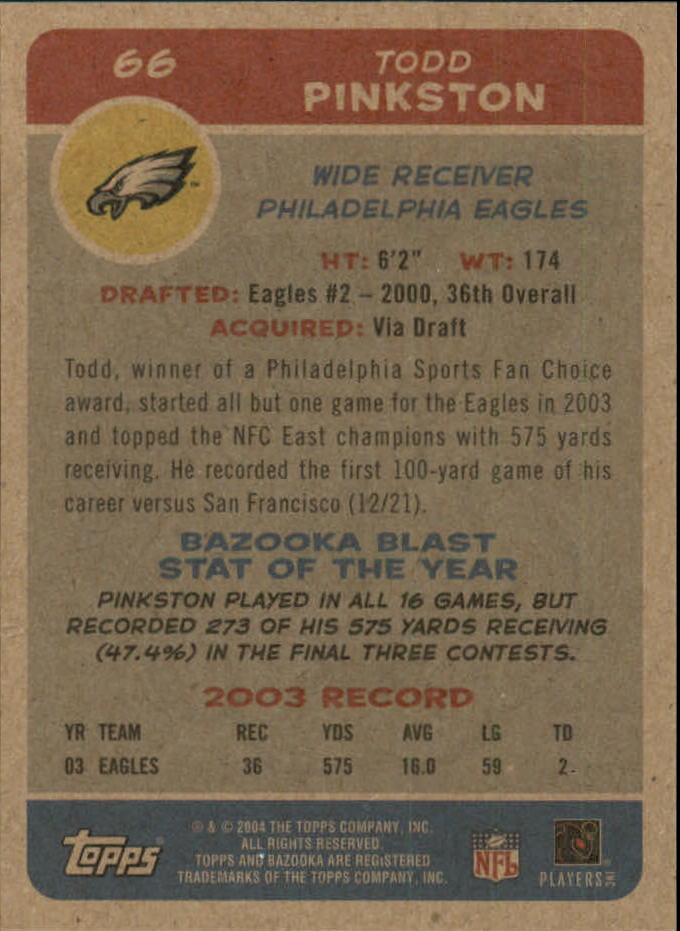 66
TODD
PINKSTON
WIDE RECEIVER
PHILADELPHIA EAGLES
HT: 6'2" WT: 174
DRAFTED: Eagles #2 – 2000, 36th Overall
ACQUIRED: Via Draft
Todd, winner of a Philadelphia Sports Fan Choice
award, started all but one game for the Eagles in 2003
and topped the NFC East champions with 575 yards
receiving. He recorded the first 100-yard game of his
career versus San Francisco (12/21).
BAZOOKA BLAST
STAT OF THE YEAR
PINKSTON PLAYED IN ALL 16 GAMES, BUT
RECORDED 273 OF HIS 575 YARDS RECEIVING
(47.4%) IN THE FINAL THREE CONTESTS.
2003 RECORD
YR TEAM REC YDS AVG LG TD
03 EAGLES 36 575 16.0 59 2
topps
® & © 2004 THE TOPPS COMPANY, INC.
ALL RIGHTS RESERVED.
TOPPS AND BAZOOKA ARE REGISTERED
TRADEMARKS OF THE TOPPS COMPANY, INC.
NFL
PLAYERS INC